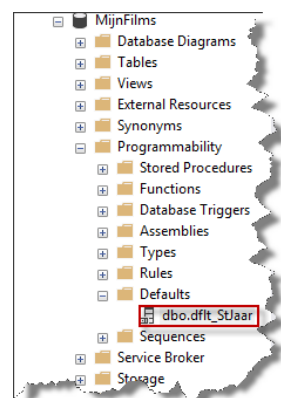 MijnFilms
Database Diagrams
Tables
Views
External Resources
Synonyms
Programmability
Stored Procedures
Functions
Database Triggers
Assemblies
Types
Rules
Defaults
dbo.dflt_StJaar
Sequences
Service Broker
Storage